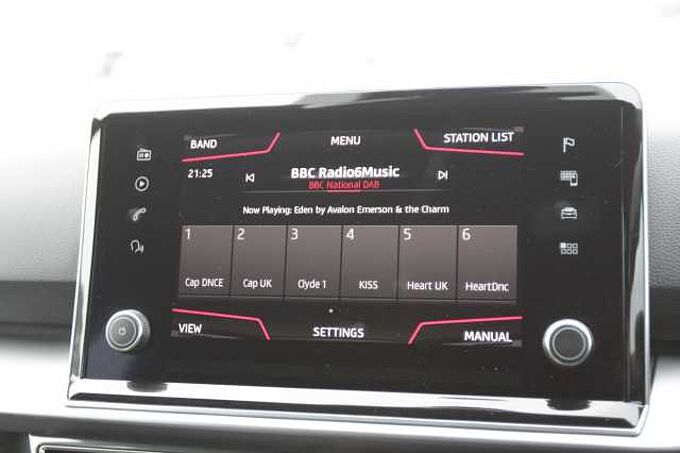 BAND MENU STATION LIST
21:25 BBC Radio6Music
BBC National DAB
Now Playing: Eden by Avalon Emerson & the Charm
1 2 3 4 5 6
Cap DNCE Cap UK Clyde 1 KISS Heart UK HeartDnc
VIEW SETTINGS MANUAL